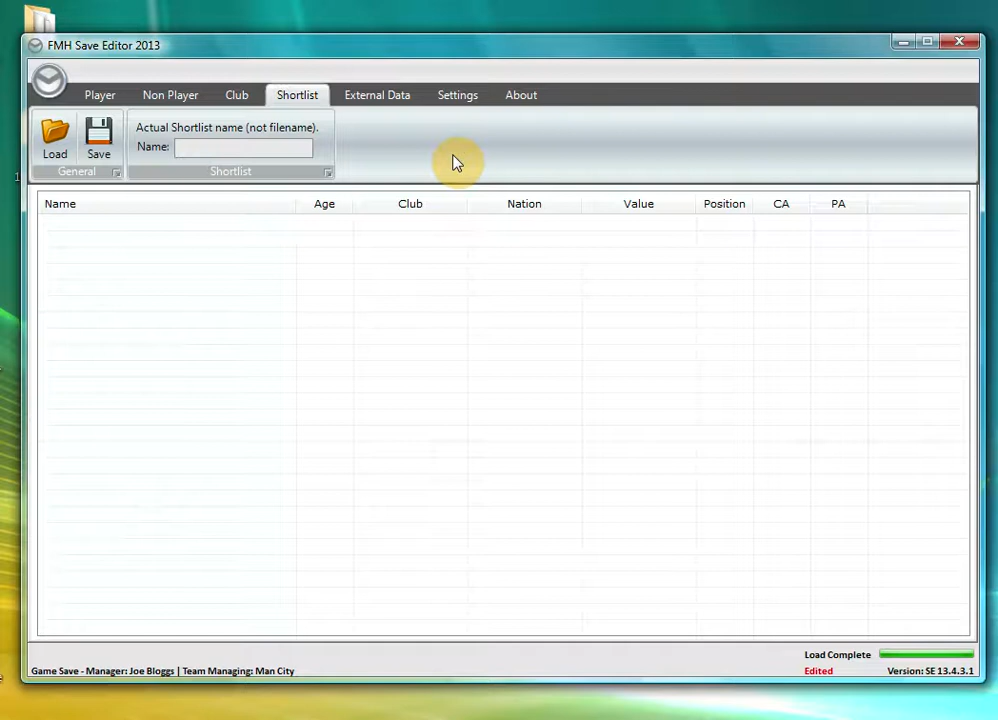 FMH Save Editor 2013
Player Non Player Club Shortlist External Data Settings About
Actual Shortlist name (not filename).
Name:
Load Save
General Shortlist
Name Age Club Nation Value Position CA PA
Load Complete
Game Save - Manager: Joe Bloggs | Team Managing: Man City Edited Version: SE 13.4.3.1